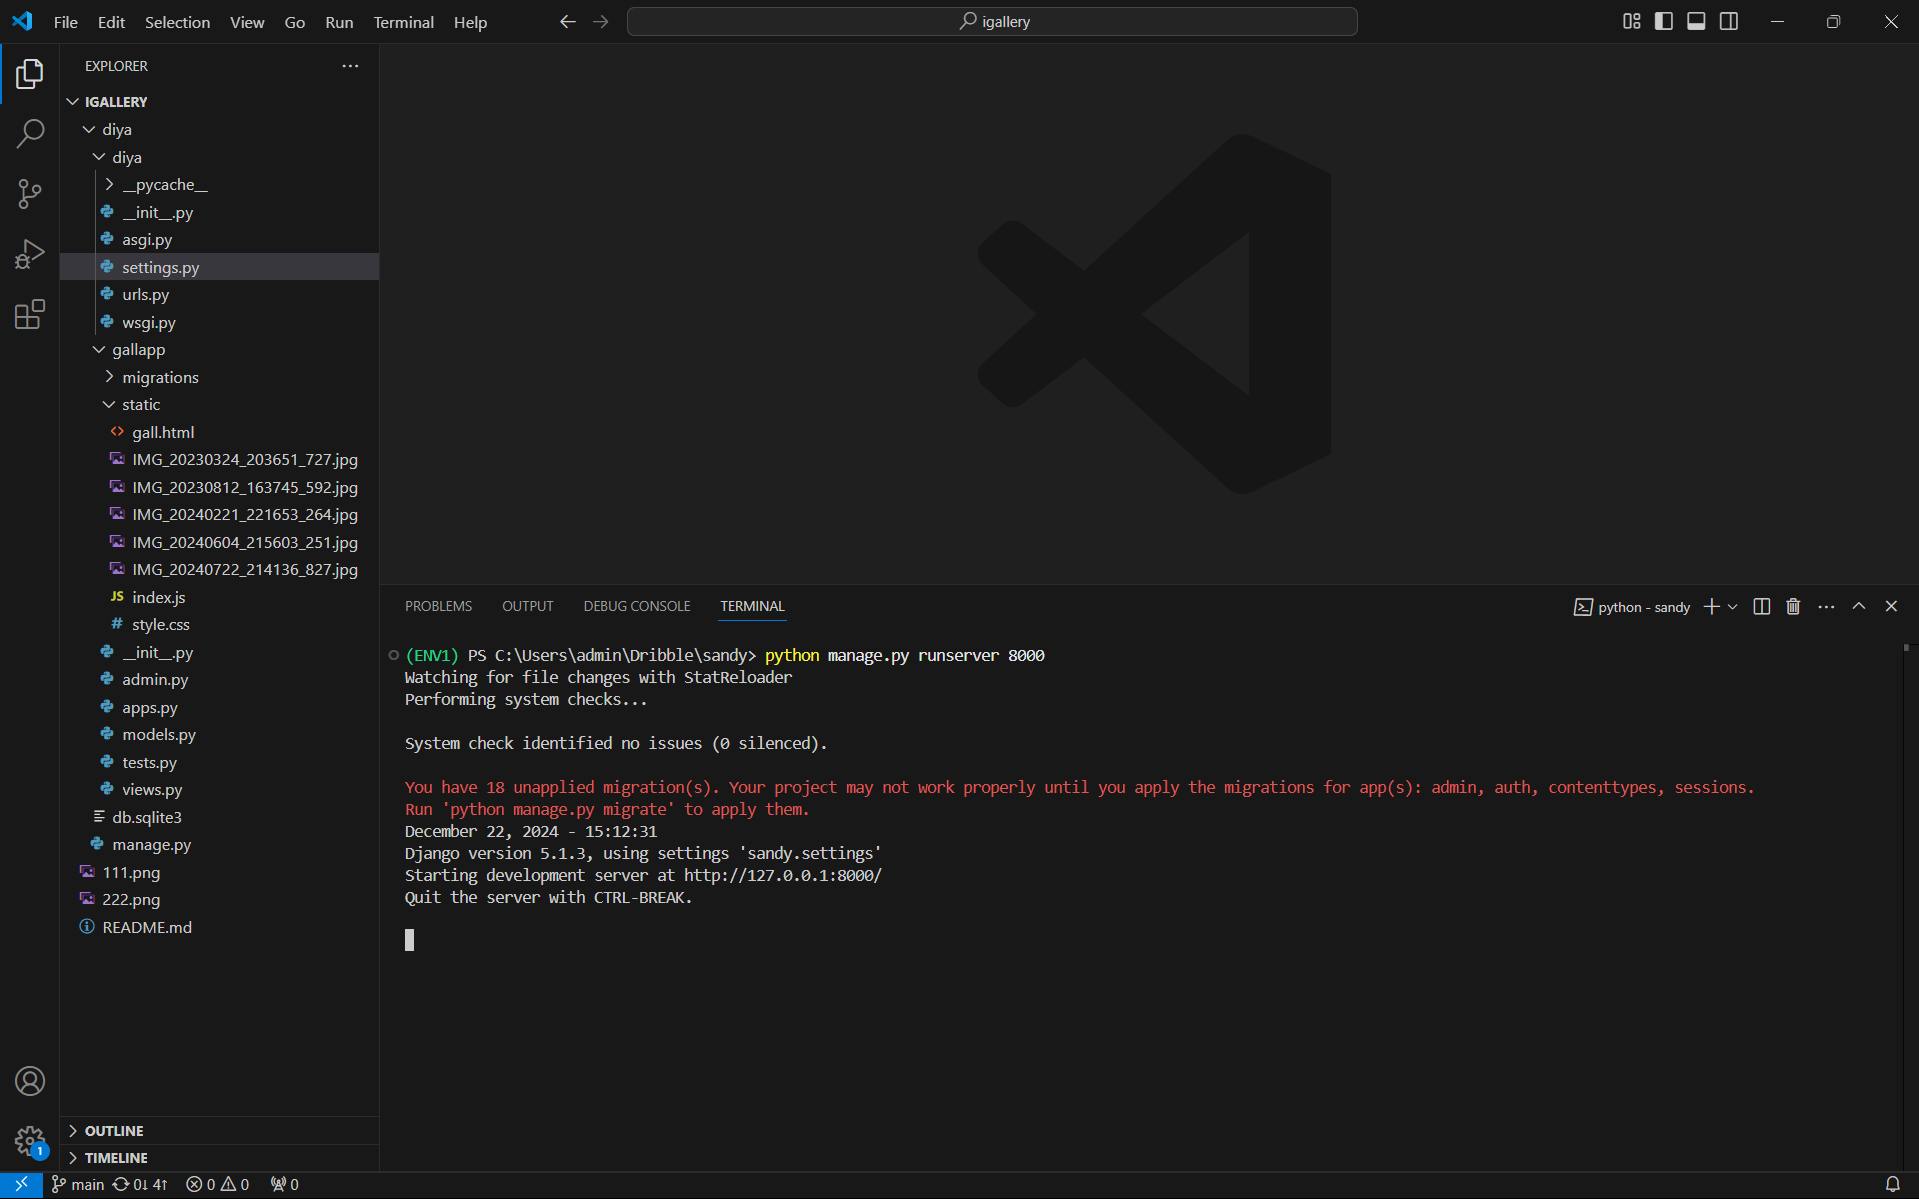 File Edit Selection View Go Run Terminal Help
igallery
EXPLORER
IGALLERY
diya
diya
__pycache__
__init__.py
asgi.py
settings.py
urls.py
wsgi.py
gallapp
migrations
static
gall.html
IMG_20230324_203651_727.jpg
IMG_20230812_163745_592.jpg
IMG_20240221_221653_264.jpg
IMG_20240604_215603_251.jpg
IMG_20240722_214136_827.jpg
JS index.js
# style.css
__init__.py
admin.py
apps.py
models.py
tests.py
views.py
db.sqlite3
manage.py
111.png
222.png
README.md
OUTLINE
TIMELINE
PROBLEMS OUTPUT DEBUG CONSOLE TERMINAL
python - sandy
(ENV1) PS C:\Users\admin\Dribble\sandy> python manage.py runserver 8000
Watching for file changes with StatReloader
Performing system checks...
System check identified no issues (0 silenced).
You have 18 unapplied migration(s). Your project may not work properly until you apply the migrations for app(s): admin, auth, contenttypes, sessions.
Run 'python manage.py migrate' to apply them.
December 22, 2024 - 15:12:31
Django version 5.1.3, using settings 'sandy.settings'
Starting development server at http://127.0.0.1:8000/
Quit the server with CTRL-BREAK.
1
main 0↓ 4↑ 0 0 0